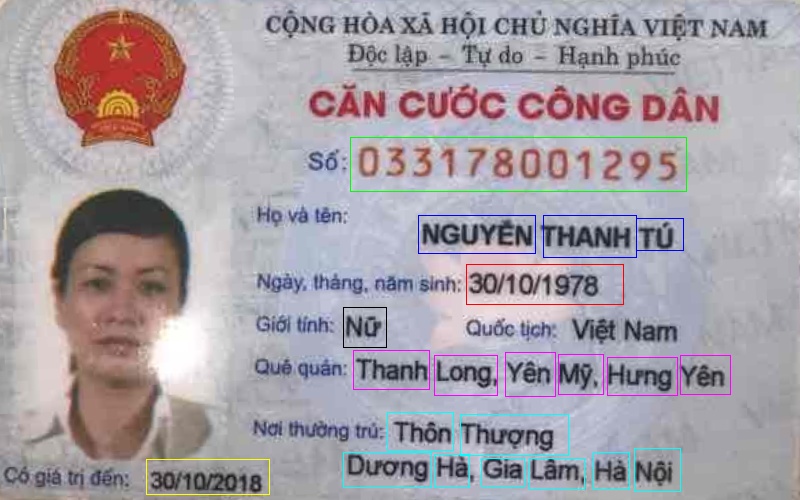 CỘNG HÒA XÃ HỘI CHỦ NGHĨA VIỆT NAM
Độc lập – Tự do – Hạnh phúc
CĂN CƯỚC CÔNG DÂN
Số: 033178001295
Họ và tên: NGUYỄN THANH TÚ
Ngày, tháng, năm sinh: 30/10/1978
Giới tính: Nữ Quốc tịch: Việt Nam
Quê quán: Thanh Long, Yên Mỹ, Hưng Yên
Nơi thường trú: Thôn Thượng
Dương Hà, Gia Lâm, Hà Nội
Có giá trị đến: 30/10/2018